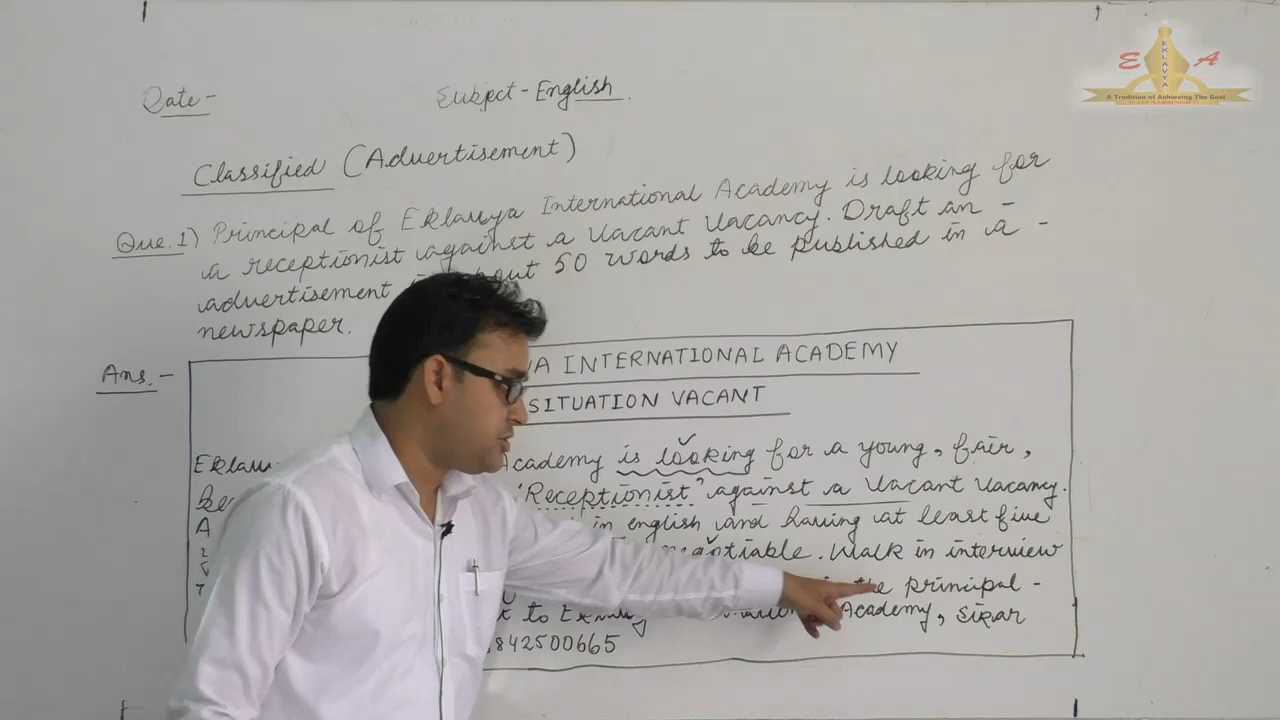 E A
EKLAVYA
A Tradition of Achieving The Goal
Date-
Subject - English.
Classified (Advertisement)
Que. 1) Principal of Eklavya International Academy is looking for
a receptionist against a vacant vacancy. Draft an -
advertisement about 50 words to be published in a -
newspaper.
Ans.-
INTERNATIONAL ACADEMY
SITUATION VACANT
Academy is looking for a young, fair,
"Receptionist" against a vacant vacancy.
in english and having at least five
negotiable. Walk in interview
the principal -
to Academy, sikar
842500665